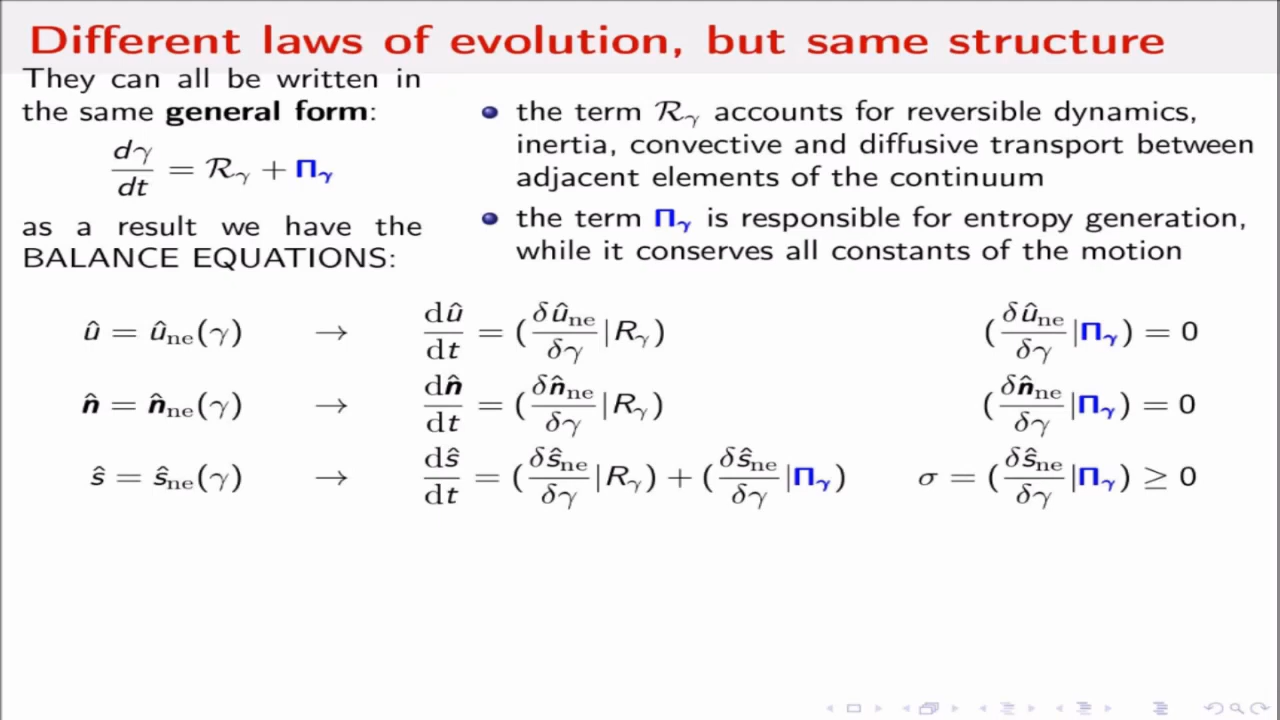 Different laws of evolution, but same structure
They can all be written in
the same general form:
dγ/dt = ℛ_γ + Π_γ
as a result we have the
BALANCE EQUATIONS:
• the term ℛ_γ accounts for reversible dynamics,
inertia, convective and diffusive transport between
adjacent elements of the continuum
• the term Π_γ is responsible for entropy generation,
while it conserves all constants of the motion
û = û_ne(γ) → dû/dt = (δû_ne/δγ |R_γ) (δû_ne/δγ |Π_γ) = 0
n̂ = n̂_ne(γ) → dn̂/dt = (δn̂_ne/δγ |R_γ) (δn̂_ne/δγ |Π_γ) = 0
ŝ = ŝ_ne(γ) → dŝ/dt = (δŝ_ne/δγ |R_γ) + (δŝ_ne/δγ |Π_γ) σ = (δŝ_ne/δγ |Π_γ) ≥ 0